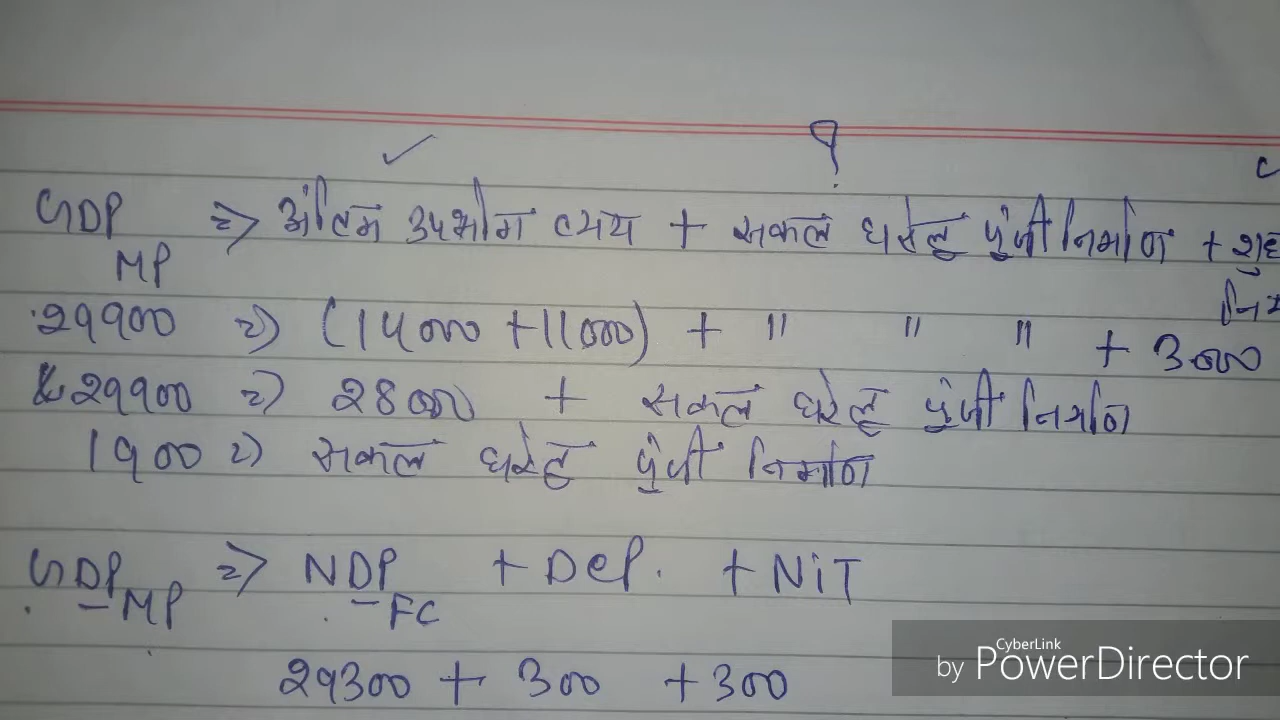 ?
GDP => अंतिम उपभोग व्यय + सकल घरेलू पूंजी निर्माण +
MP
29900 => (14000 + 11000) + " " " + 3000
29900 => 28000 + सकल घरेलू पूंजी निर्माण
1900 => सकल घरेलू पूंजी निर्माण
GDP => NDP + Dep. + NiT
MP FC
29300 + 300 + 300
CyberLink
by PowerDirector